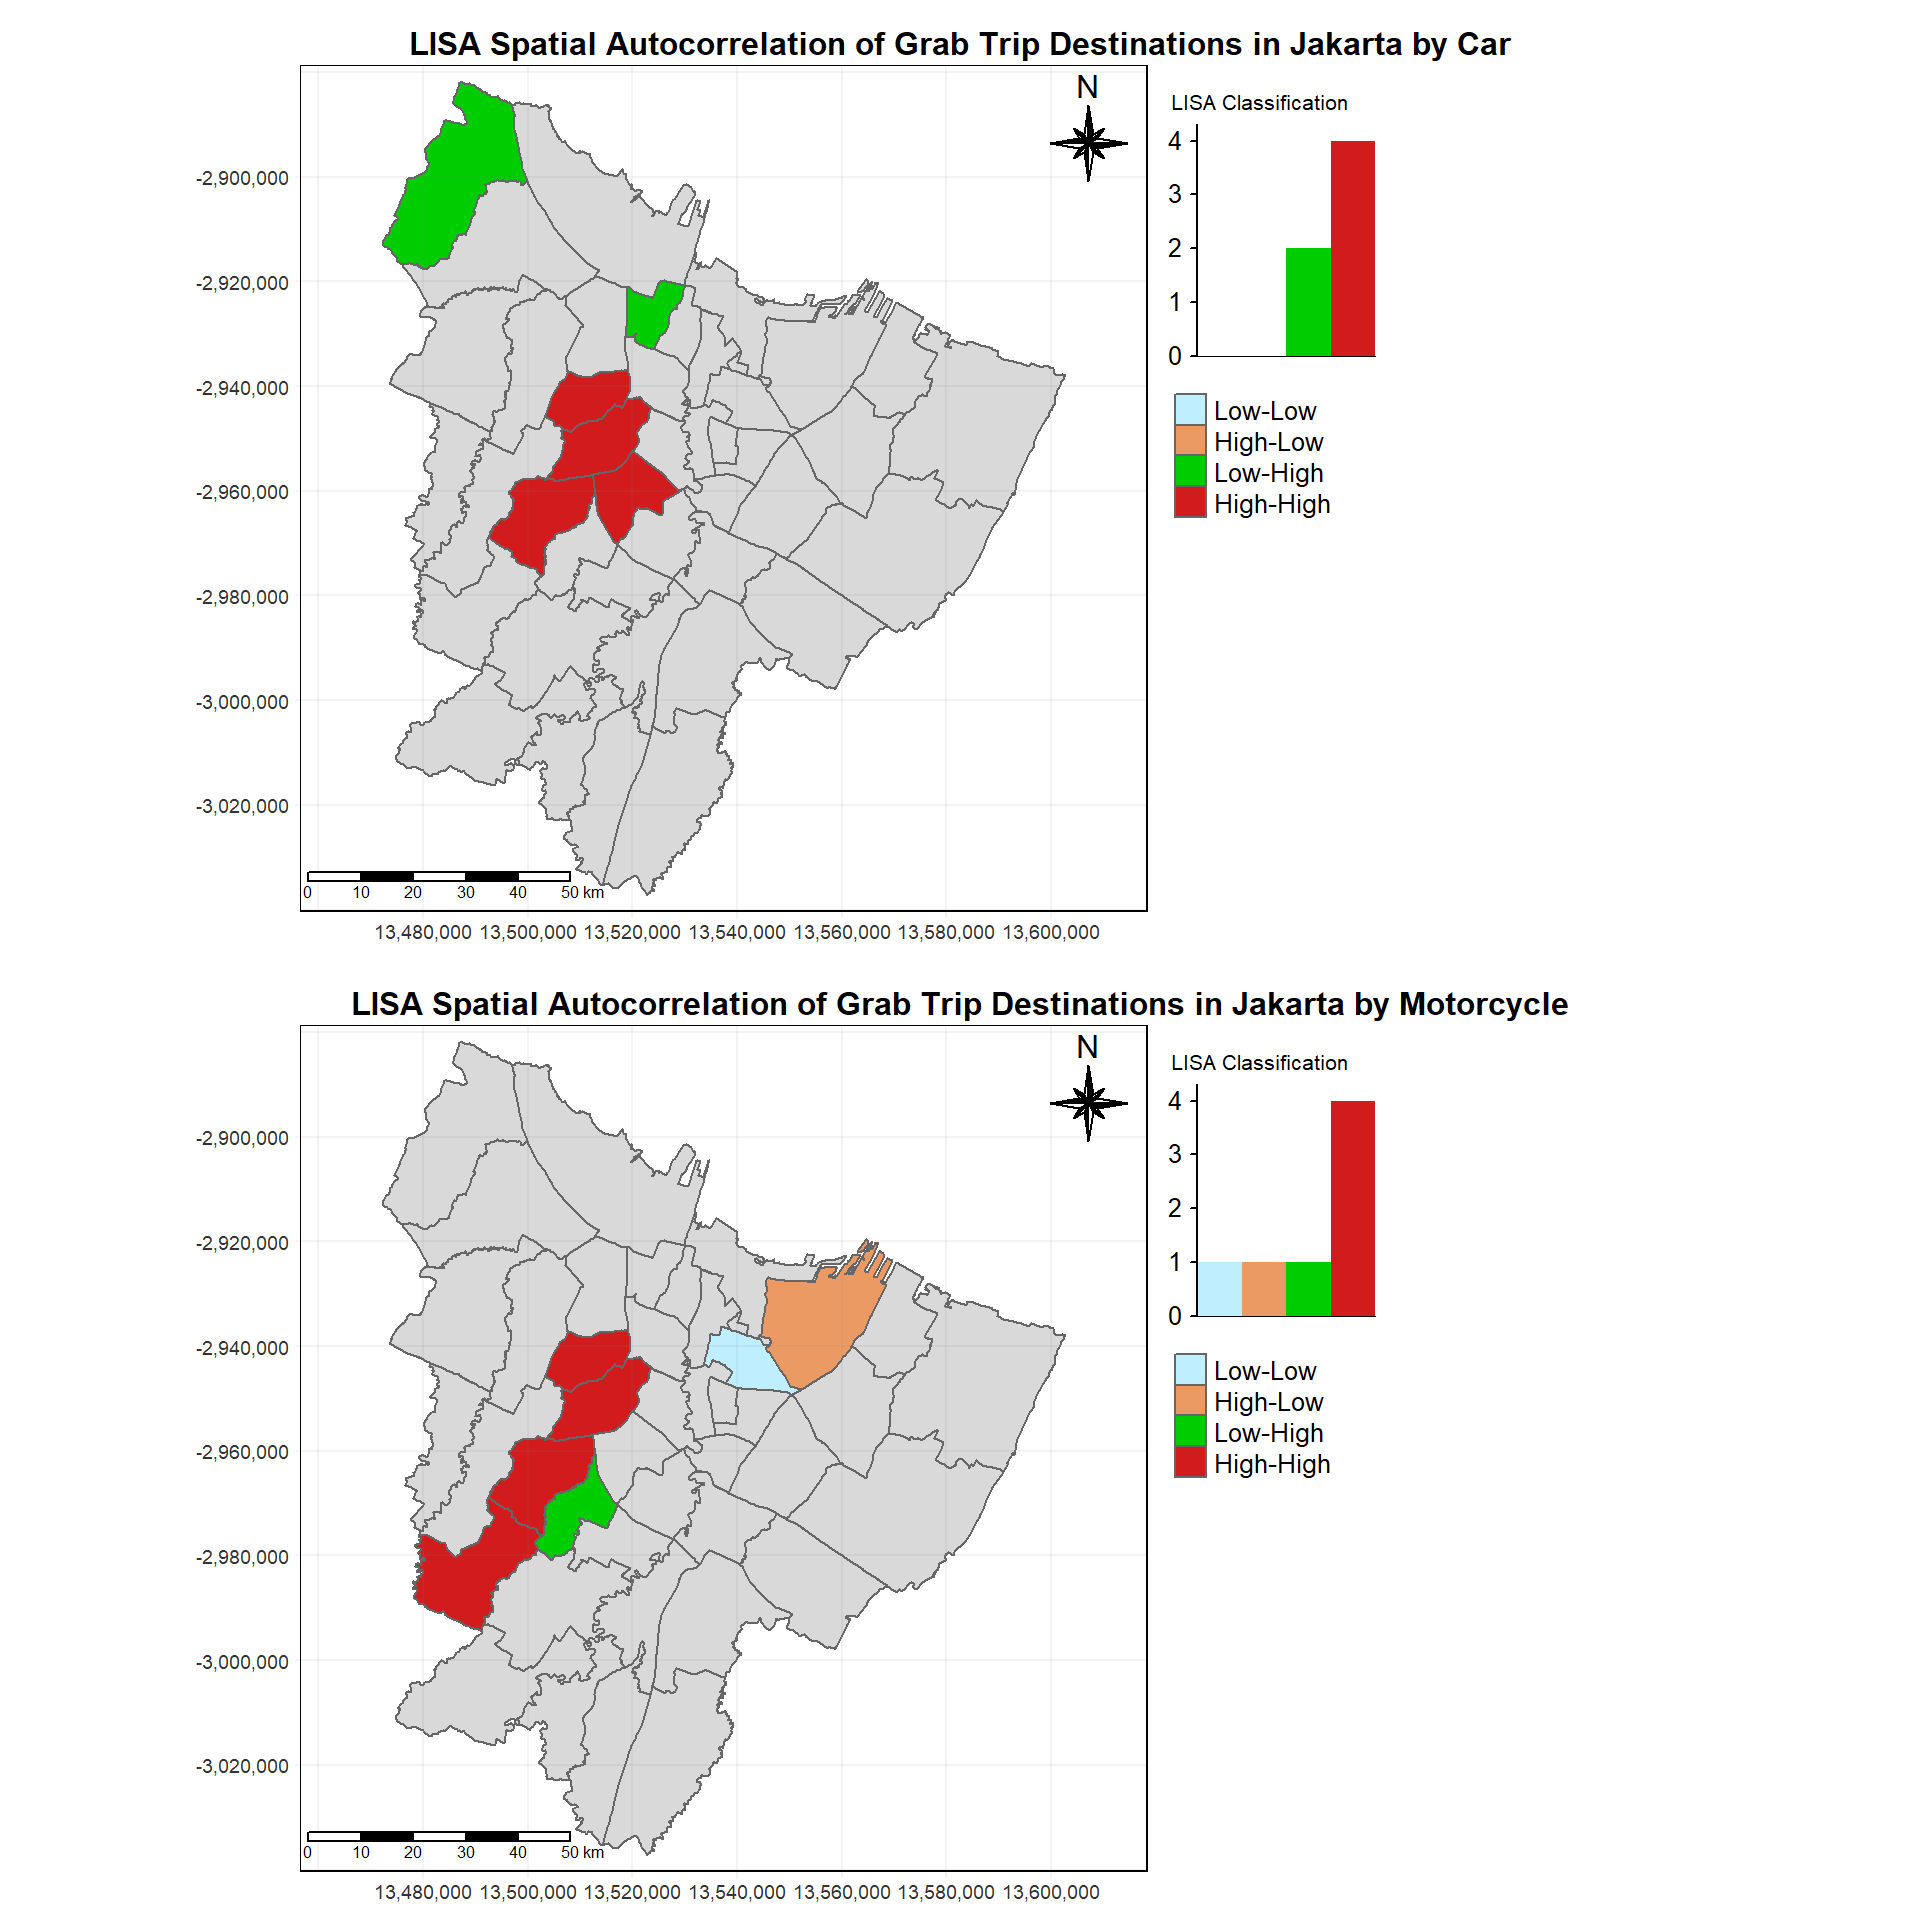 LISA Spatial Autocorrelation of Grab Trip Destinations in Jakarta by Car
N
LISA Classification
4
3
2
1
0
Low-Low
High-Low
Low-High
High-High
-2,900,000
-2,920,000
-2,940,000
-2,960,000
-2,980,000
-3,000,000
-3,020,000
0 10 20 30 40 50 km
13,480,000 13,500,000 13,520,000 13,540,000 13,560,000 13,580,000 13,600,000
LISA Spatial Autocorrelation of Grab Trip Destinations in Jakarta by Motorcycle
N
LISA Classification
4
3
2
1
0
Low-Low
High-Low
Low-High
High-High
-2,900,000
-2,920,000
-2,940,000
-2,960,000
-2,980,000
-3,000,000
-3,020,000
0 10 20 30 40 50 km
13,480,000 13,500,000 13,520,000 13,540,000 13,560,000 13,580,000 13,600,000